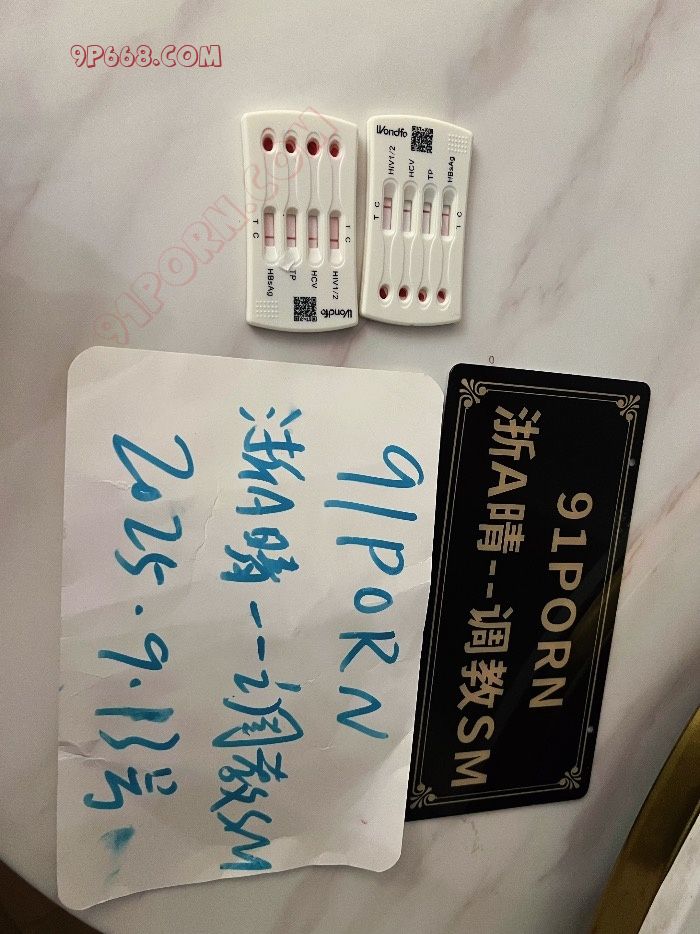 9P668.COM
91PORN.COM
Wondfo
HIV1/2
HCV
TP
HBsAg
T C
C T
T C
T C
HBsAg
TP
HCV
HIV1/2
Wondfo
91PORN
浙A晴--调教SM
2025.9.13号
91PORN
浙A晴--调教SM